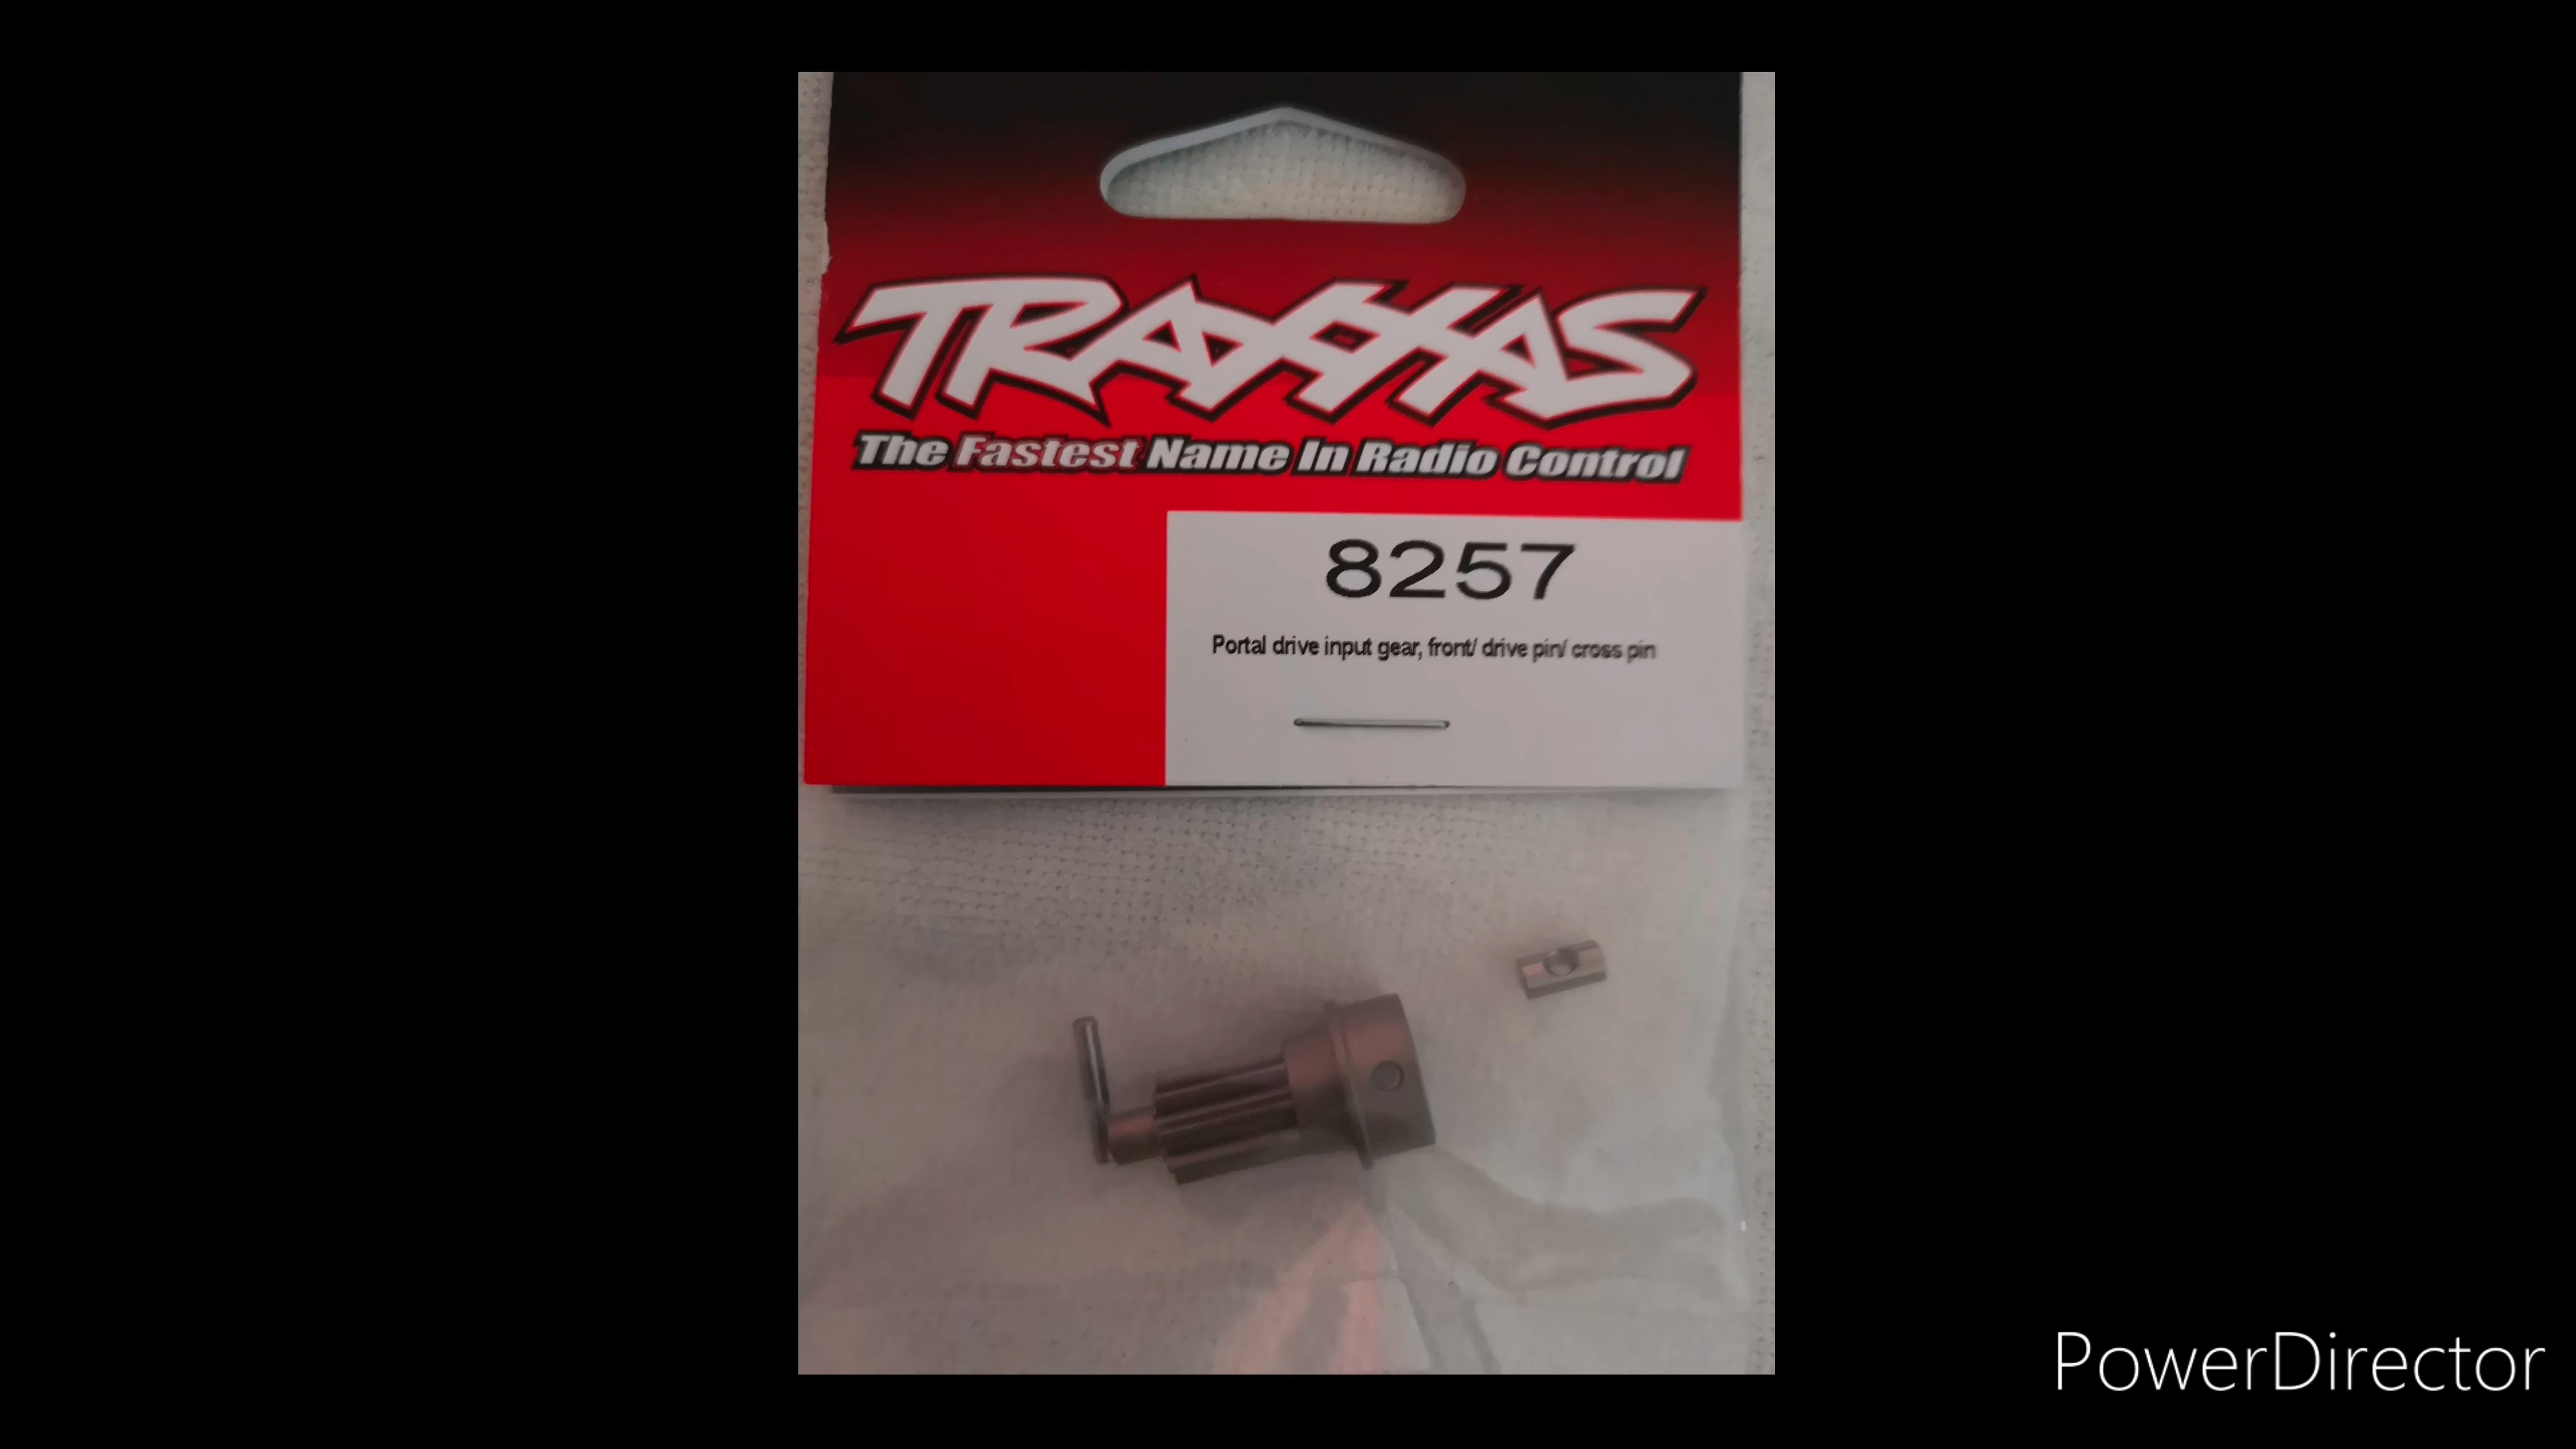 TRAXXAS
The Fastest Name In Radio Control
8257
Portal drive input gear, front/ drive pin/ cross pin
PowerDirector